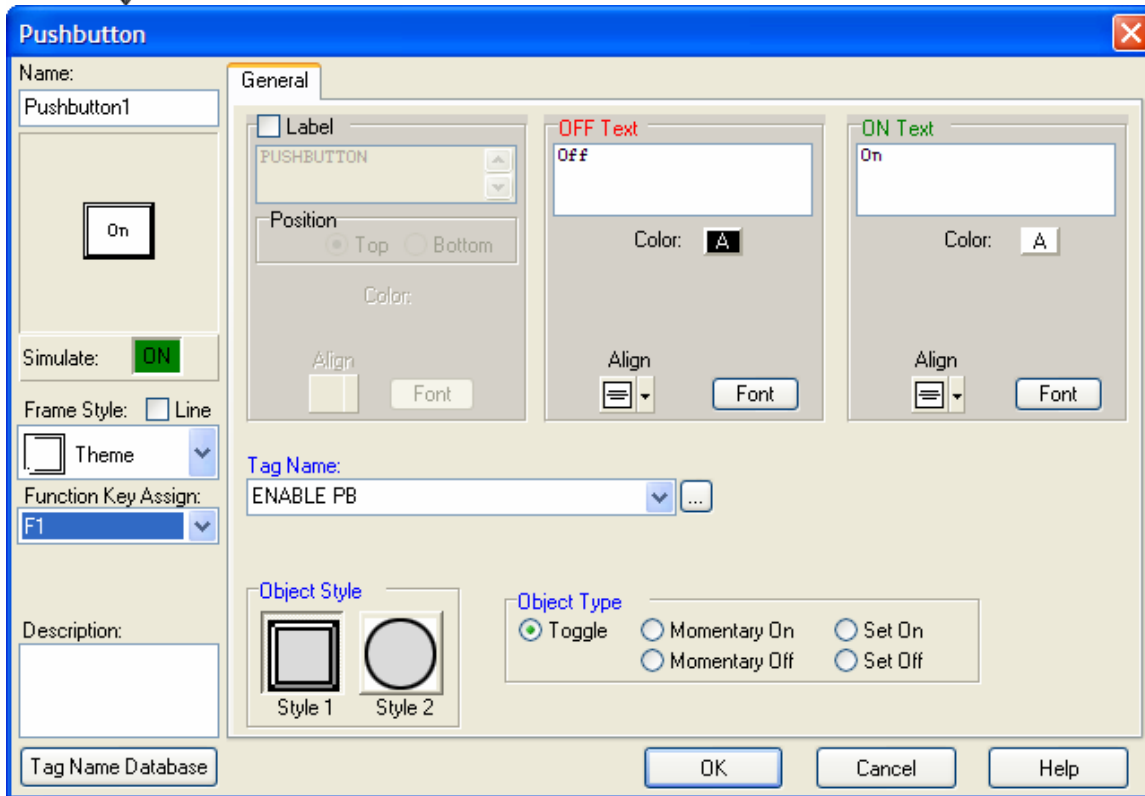 Pushbutton
Name:
Pushbutton1
On
Simulate: ON
Frame Style: Line
Theme
Function Key Assign:
F1
Description:
Tag Name Database
General
Label
PUSHBUTTON
Position
Top Bottom
Color:
Align
Font
OFF Text
Off
Color: A
Align
Font
ON Text
On
Color: A
Align
Font
Tag Name:
ENABLE PB
...
Object Style
Style 1 Style 2
Object Type
Toggle Momentary On Set On
Momentary Off Set Off
OK Cancel Help